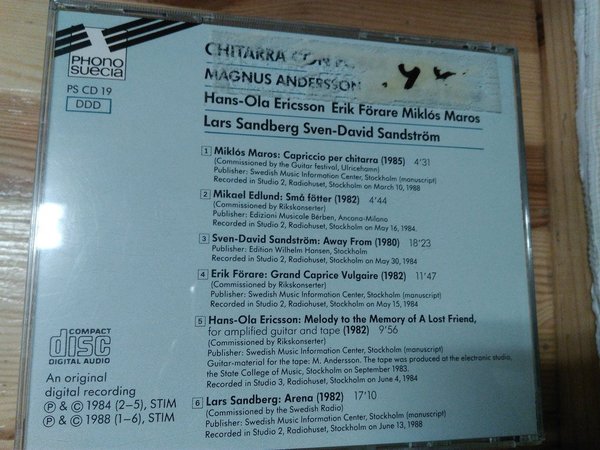 PHONO
SUECIA
PS CD 19
DDD
CHITARRA CON
MAGNUS ANDERSSON
Hans-Ola Ericsson Erik Förare Miklós Maros
Lars Sandberg Sven-David Sandström
1 Miklós Maros: Capriccio per chitarra (1985) 4'31
(Commissioned by the Guitar festival, Ulricehamn)
Publisher: Swedish Music Information Center, Stockholm (manuscript)
Recorded in Studio 2, Radiohuset, Stockholm on March 10, 1988
2 Mikael Edlund: Små fötter (1982) 4'44
(Commissioned by Rikskonserter)
Publisher: Edizioni Musicale Bèrben, Ancona-Milano
Recorded in Studio 2, Radiohuset, Stockholm on May 16, 1984.
3 Sven-David Sandström: Away From (1980) 18'23
Publisher: Edition Wilhelm Hansen, Stockholm
Recorded in Studio 2, Radiohuset, Stockholm on May 30, 1984
4 Erik Förare: Grand Caprice Vulgaire (1982) 11'47
(Commissioned by Rikskonserter)
Publisher: Swedish Music Information Center, Stockholm (manuscript)
Recorded in Studio 2, Radiohuset, Stockholm on May 15, 1984
5 Hans-Ola Ericsson: Melody to the Memory of A Lost Friend,
for amplified guitar and tape (1982) 9'56
(Commissioned by Rikskonserter)
Publisher: Swedish Music Information Center, Stockholm (manuscript)
Guitar-material for the tape: M. Andersson. The tape was produced at the electronic studio,
the State College of Music, Stockholm on September 1983.
Recorded in Studio 3, Radiohuset, Stockholm on June 4, 1984
6 Lars Sandberg: Arena (1982) 17'10
(Commissioned by the Swedish Radio)
Publisher: Swedish Music Information Center, Stockholm (manuscript)
Recorded in Studio 2, Radiohuset, Stockholm on June 13, 1988
COMPACT
disc
DIGITAL AUDIO
An original
digital recording
Ⓟ & © 1984 (2–5), STIM
Ⓟ & © 1988 (1–6), STIM